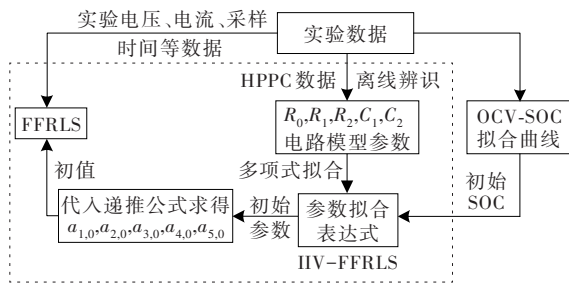 实验电压、电流、采样
时间等数据
实验数据
HPPC 数据
离线辨识
FFRLS
R₀,R₁,R₂,C₁,C₂
电路模型参数
OCV-SOC
拟合曲线
初值
多项式拟合
初始
SOC
代入递推公式求得
a₁,₀,a₂,₀,a₃,₀,a₄,₀,a₅,₀
初始
参数
参数拟合
表达式
IIV-FFRLS